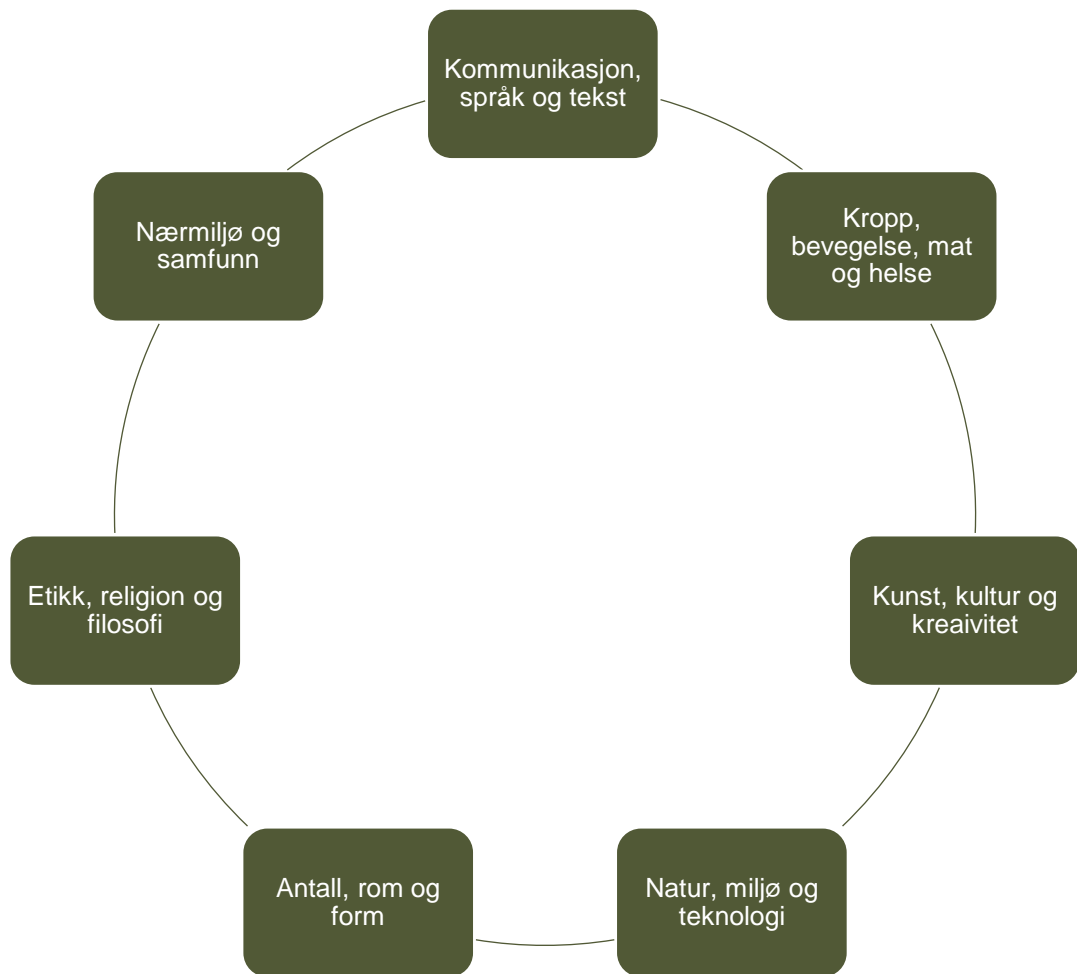 Kommunikasjon,
språk og tekst
Kropp,
bevegelse, mat
og helse
Kunst, kultur og
kreaivitet
Natur, miljø og
teknologi
Antall, rom og
form
Etikk, religion og
filosofi
Nærmiljø og
samfunn